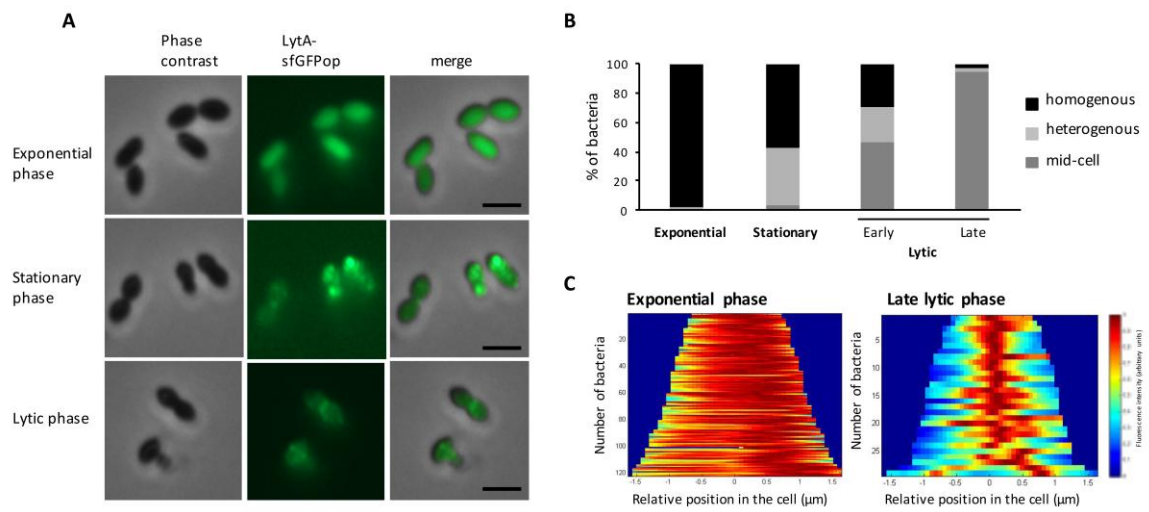 A
Phase
contrast
LytA-
sfGFPop
merge
Exponential
phase
Stationary
phase
Lytic phase
B
% of bacteria
100
80
60
40
20
0
Exponential
Stationary
Early
Late
Lytic
homogenous
heterogenous
mid-cell
C
Exponential phase
Number of bacteria
20
40
60
80
100
120
-1.5
-1
-0.5
0
0.5
1
1.5
Relative position in the cell (µm)
Late lytic phase
Number of bacteria
5
10
15
20
25
-1.5
-1
-0.5
0
0.5
1
1.5
Relative position in the cell (µm)
Fluorescence intensity (arbitrary units)